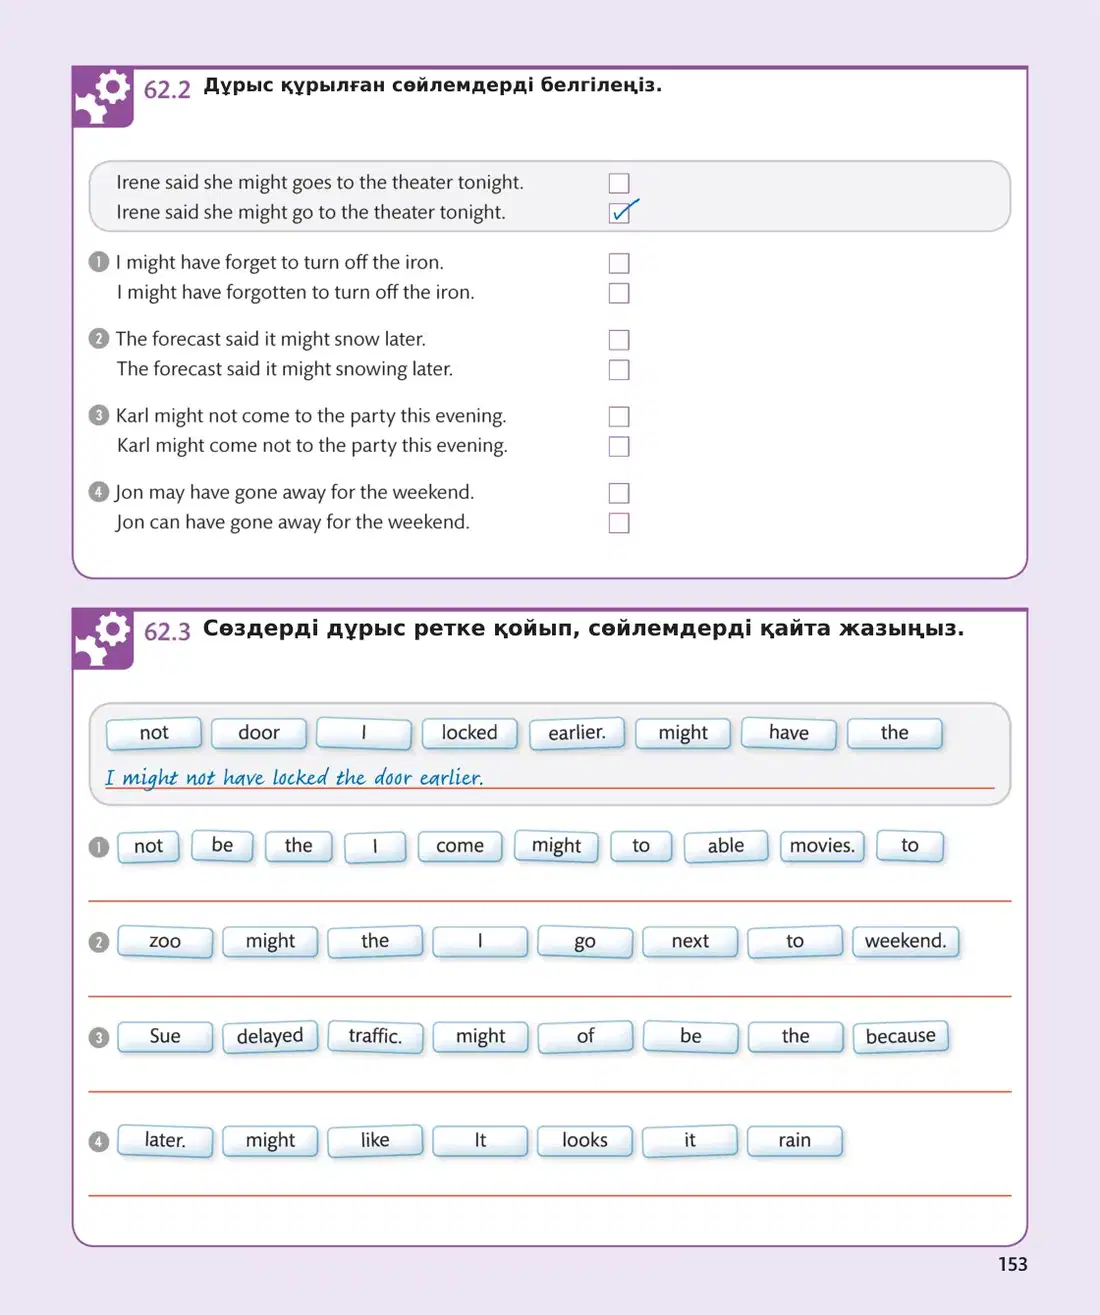 62.2 Дұрыс құрылған сөйлемдерді белгілеңіз.
Irene said she might goes to the theater tonight.
Irene said she might go to the theater tonight.
1 I might have forget to turn off the iron.
I might have forgotten to turn off the iron.
2 The forecast said it might snow later.
The forecast said it might snowing later.
3 Karl might not come to the party this evening.
Karl might come not to the party this evening.
4 Jon may have gone away for the weekend.
Jon can have gone away for the weekend.
62.3 Сөздерді дұрыс ретке қойып, сөйлемдерді қайта жазыңыз.
not door I locked earlier. might have the
I might not have locked the door earlier.
1 not be the I come might to able movies. to
2 zoo might the I go next to weekend.
3 Sue delayed traffic. might of be the because
4 later. might like It looks it rain
153